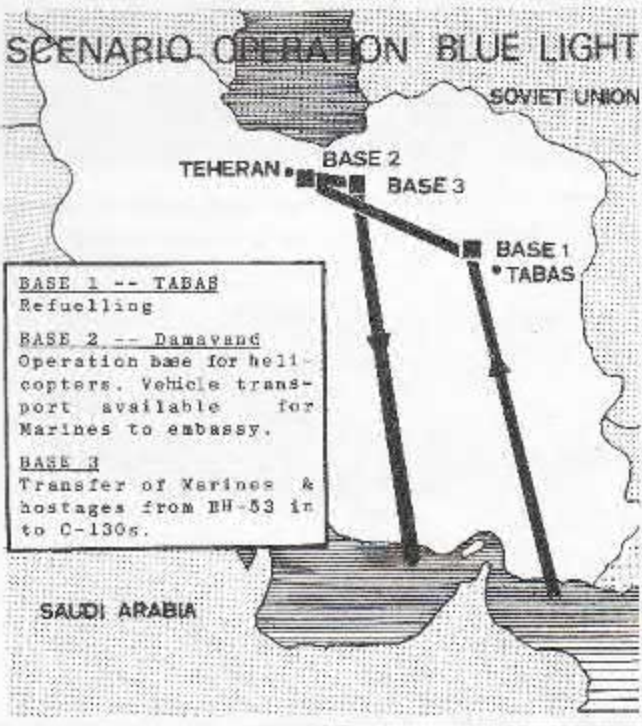 SCENARIO OPERATION BLUE LIGHT
SOVIET UNION
TEHERAN
BASE 2
BASE 3
BASE 1
TABAS
BASE 1 -- TABAS
Refuelling
BASE 2 -- Damavand
Operation base for heli-
copters. Vehicle trans-
port available for
Marines to embassy.
BASE 3
Transfer of Marines &
hostages from RH-53 in
to C-130s.
SAUDI ARABIA